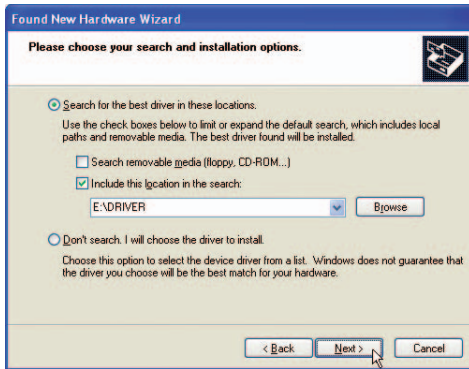 Found New Hardware Wizard
Please choose your search and installation options.
Search for the best driver in these locations.
Use the check boxes below to limit or expand the default search, which includes local
paths and removable media. The best driver found will be installed.
Search removable media (floppy, CD-ROM...)
Include this location in the search:
E:\DRIVER
Browse
Don't search. I will choose the driver to install.
Choose this option to select the device driver from a list. Windows does not guarantee that
the driver you choose will be the best match for your hardware.
< Back Next > Cancel